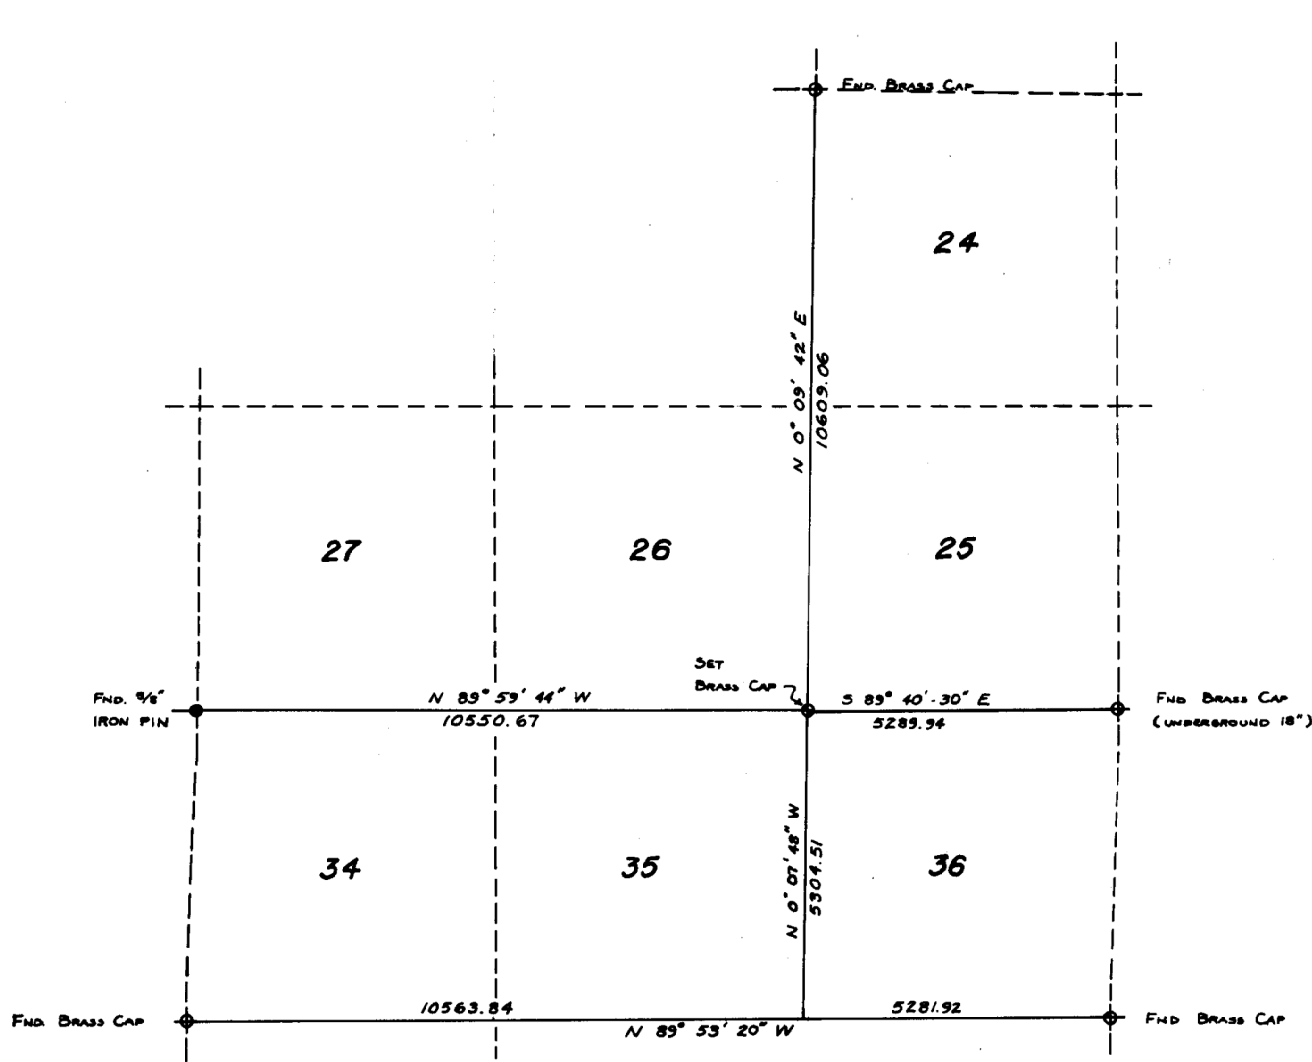 FND. BRASS CAP
24
N 0° 09' 42" E
10609.06
27
26
25
SET
BRASS CAP
FND. 5/8"
IRON PIN
N 89° 59' 44" W
10550.67
S 89° 40'-30" E
5289.94
FND BRASS CAP
(UNDERGROUND 18")
34
35
36
N 0° 07' 48" W
5304.51
FND BRASS CAP
10563.84
N 89° 53' 20" W
5281.92
FND BRASS CAP